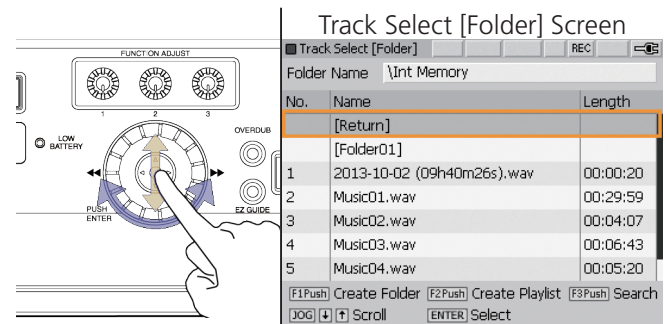 FUNCTION ADJUST
1 2 3
LOW
BATTERY
OVERDUB
PUSH
ENTER
EZ GUIDE
Track Select [Folder] Screen
Track Select [Folder] REC
Folder Name \Int Memory
No. Name Length
[Return]
[Folder01]
1 2013-10-02 (09h40m26s).wav 00:00:20
2 Music01.wav 00:29:59
3 Music02.wav 00:04:07
4 Music03.wav 00:06:43
5 Music04.wav 00:05:20
F1Push Create Folder F2Push Create Playlist F3Push Search
JOG ↓ ↑ Scroll ENTER Select